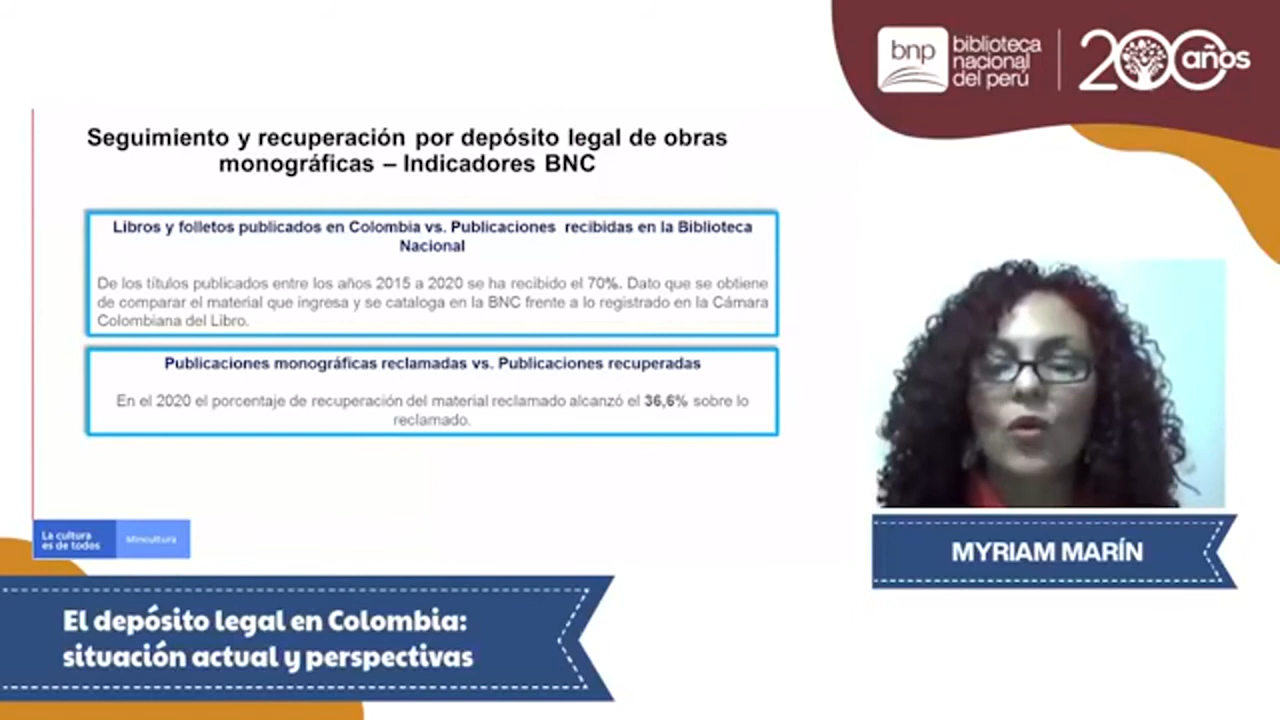 bnp
biblioteca
nacional
del perú
200 años
Seguimiento y recuperación por depósito legal de obras
monográficas – Indicadores BNC
Libros y folletos publicados en Colombia vs. Publicaciones recibidas en la Biblioteca
Nacional
De los títulos publicados entre los años 2015 a 2020 se ha recibido el 70%. Dato que se obtiene
de comparar el material que ingresa y se cataloga en la BNC frente a lo registrado en la Cámara
Colombiana del Libro.
Publicaciones monográficas reclamadas vs. Publicaciones recuperadas
En el 2020 el porcentaje de recuperación del material reclamado alcanzó el 36,6% sobre lo
reclamado.
La cultura
es de todos
Mincultura
MYRIAM MARÍN
El depósito legal en Colombia:
situación actual y perspectivas